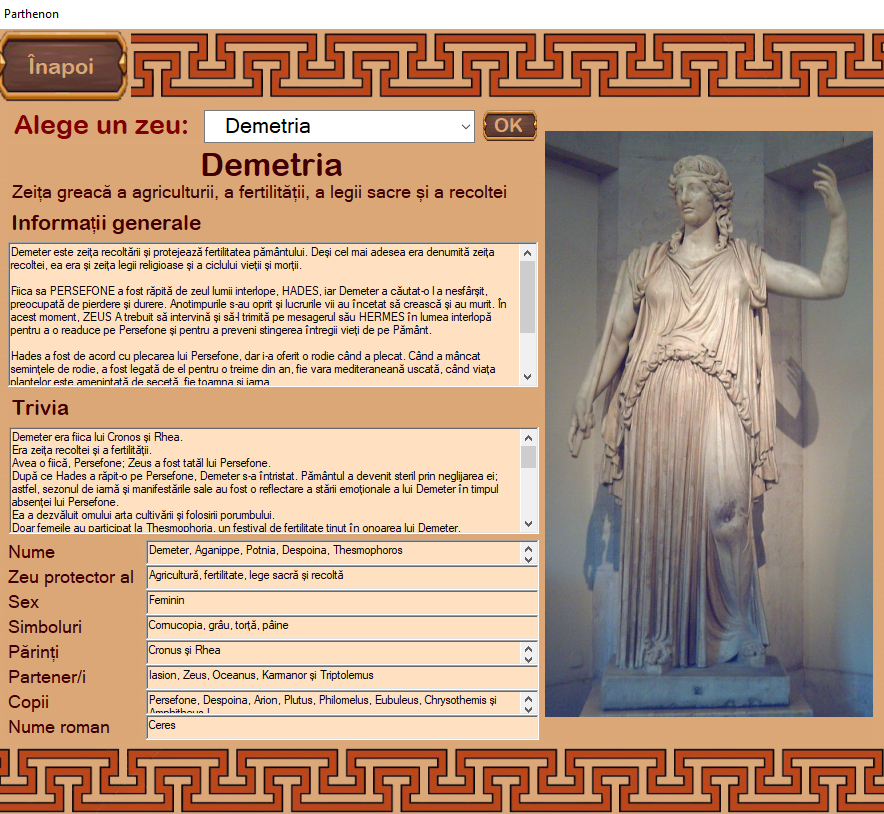 Parthenon
Înapoi
Alege un zeu:
Demetria
OK
Demetria
Zeița greacă a agriculturii, a fertilității, a legii sacre și a recoltei
Informații generale
Demeter este zeița recoltării și protejează fertilitatea pământului. Deși cel mai adesea era denumită zeița
recoltei, ea era și zeița legii religioase și a ciclului vieții și morții.
Fiica sa PERSEFONE a fost răpită de zeul lumii interlope, HADES, iar Demeter a căutat-o la nesfârșit,
preocupată de pierdere și durere. Anotimpurile s-au oprit și lucrurile vii au încetat să crească și au murit. În
acest moment, ZEUS A trebuit să intervină și să-l trimită pe mesagerul său HERMES în lumea interlopă
pentru a o readuce pe Persefone și pentru a preveni stingerea întregii vieți de pe Pământ.
Hades a fost de acord cu plecarea lui Persefone, dar i-a oferit o rodie când a plecat. Când a mâncat
semințele de rodie, a fost legată de el pentru o treime din an, fie vara mediteraneană uscată, când viața
plantelor este amenințată de secetă, fie toamna și iarna
Trivia
Demeter era fiica lui Cronos și Rhea.
Era zeița recoltei și a fertilității.
Avea o fiică, Persefone; Zeus a fost tatăl lui Persefone.
După ce Hades a răpit-o pe Persefone, Demeter s-a întristat. Pământul a devenit steril prin neglijarea ei;
astfel, sezonul de iarnă și manifestările sale au fost o reflectare a stării emoționale a lui Demeter în timpul
absenței lui Persefone.
Ea a dezvăluit omului arta cultivării și folosirii porumbului.
Doar femeile au participat la Thesmophoria, un festival de fertilitate ținut în onoarea lui Demeter.
Nume
Demeter, Aganippe, Potnia, Despoina, Thesmophoros
Zeu protector al
Agricultură, fertilitate, lege sacră și recoltă
Sex
Feminin
Simboluri
Cornucopia, grâu, torță, pâine
Părinți
Cronus și Rhea
Partener/i
Iasion, Zeus, Oceanus, Karmanor și Triptolemus
Copii
Persefone, Despoina, Arion, Plutus, Philomelus, Eubuleus, Chrysothemis și
Amphitheus I
Nume roman
Ceres